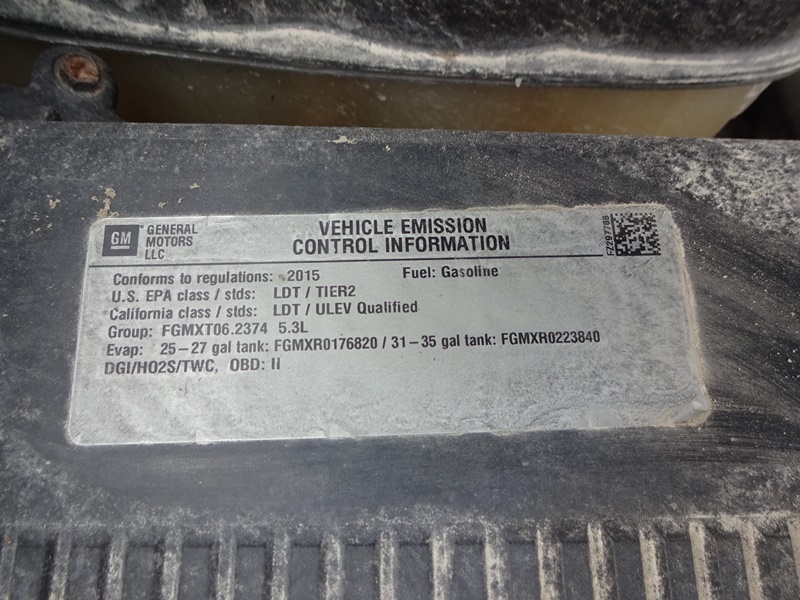 GM
GENERAL
MOTORS
LLC
VEHICLE EMISSION
CONTROL INFORMATION
FZ297788
Conforms to regulations: 2015 Fuel: Gasoline
U.S. EPA class / stds: LDT / TIER2
California class / stds: LDT / ULEV Qualified
Group: FGMXT06.2374 5.3L
Evap: 25-27 gal tank: FGMXR0176820 / 31-35 gal tank: FGMXR0223840
DGI/HO2S/TWC, OBD: II